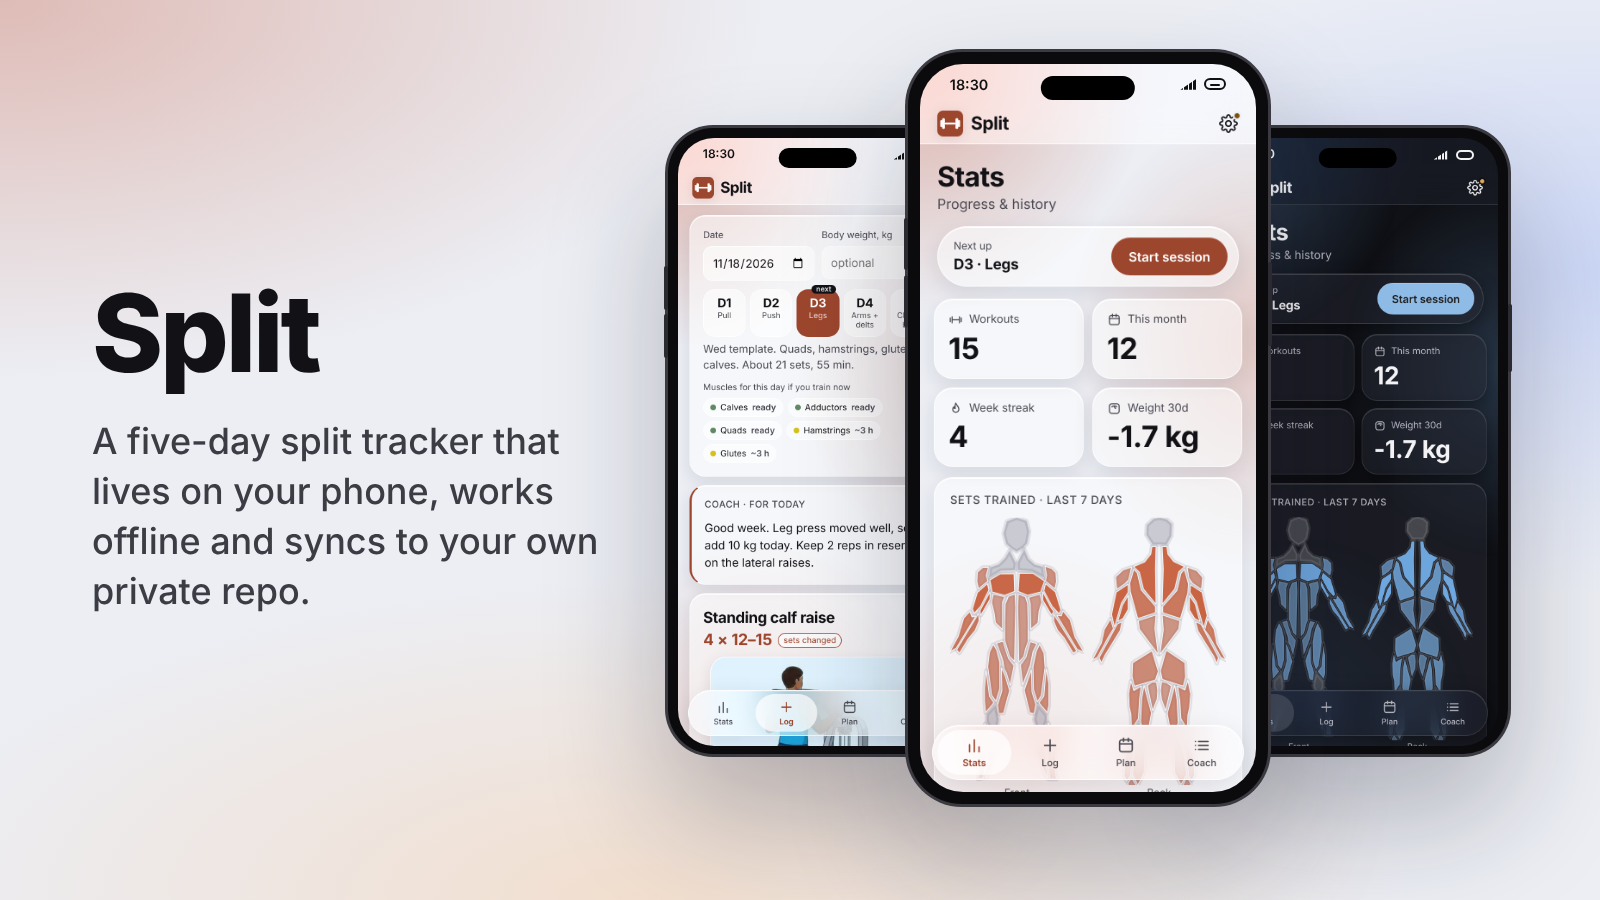 Split
A five-day split tracker that
lives on your phone, works
offline and syncs to your own
private repo.
18:30
Split
Date
Body weight, kg
11/18/2026
optional
next
D1
Pull
D2
Push
D3
Legs
D4
Arms +
delts
Wed template. Quads, hamstrings, glute
calves. About 21 sets, 55 min.
Muscles for this day if you train now
Calves ready
Adductors ready
Quads ready
Hamstrings ~3 h
Glutes ~3 h
COACH · FOR TODAY
Good week. Leg press moved well, so
add 10 kg today. Keep 2 reps in reser
on the lateral raises.
Standing calf raise
4 × 12–15 sets changed
Stats
Log
Plan
18:30
Split
Stats
Progress & history
Next up
D3 · Legs
Start session
Workouts
15
This month
12
Week streak
4
Weight 30d
-1.7 kg
SETS TRAINED · LAST 7 DAYS
Stats
Log
Plan
Coach
Front
Back
plit
ts
ss & history
p
Legs
Start session
orkouts
This month
12
eek streak
Weight 30d
-1.7 kg
TRAINED · LAST 7 DAYS
Log
Plan
Coach
Front
Back